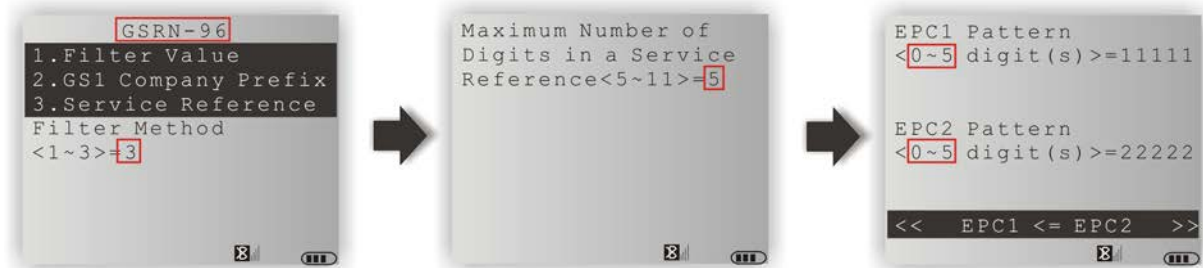 GSRN-96
1.Filter Value
2.GS1 Company Prefix
3.Service Reference
Filter Method
<1~3>=3
Maximum Number of
Digits in a Service
Reference<5~11>=5
EPC1 Pattern
<0~5 digit(s)>=11111
EPC2 Pattern
<0~5 digit(s)>=22222
<< EPC1 <= EPC2 >>